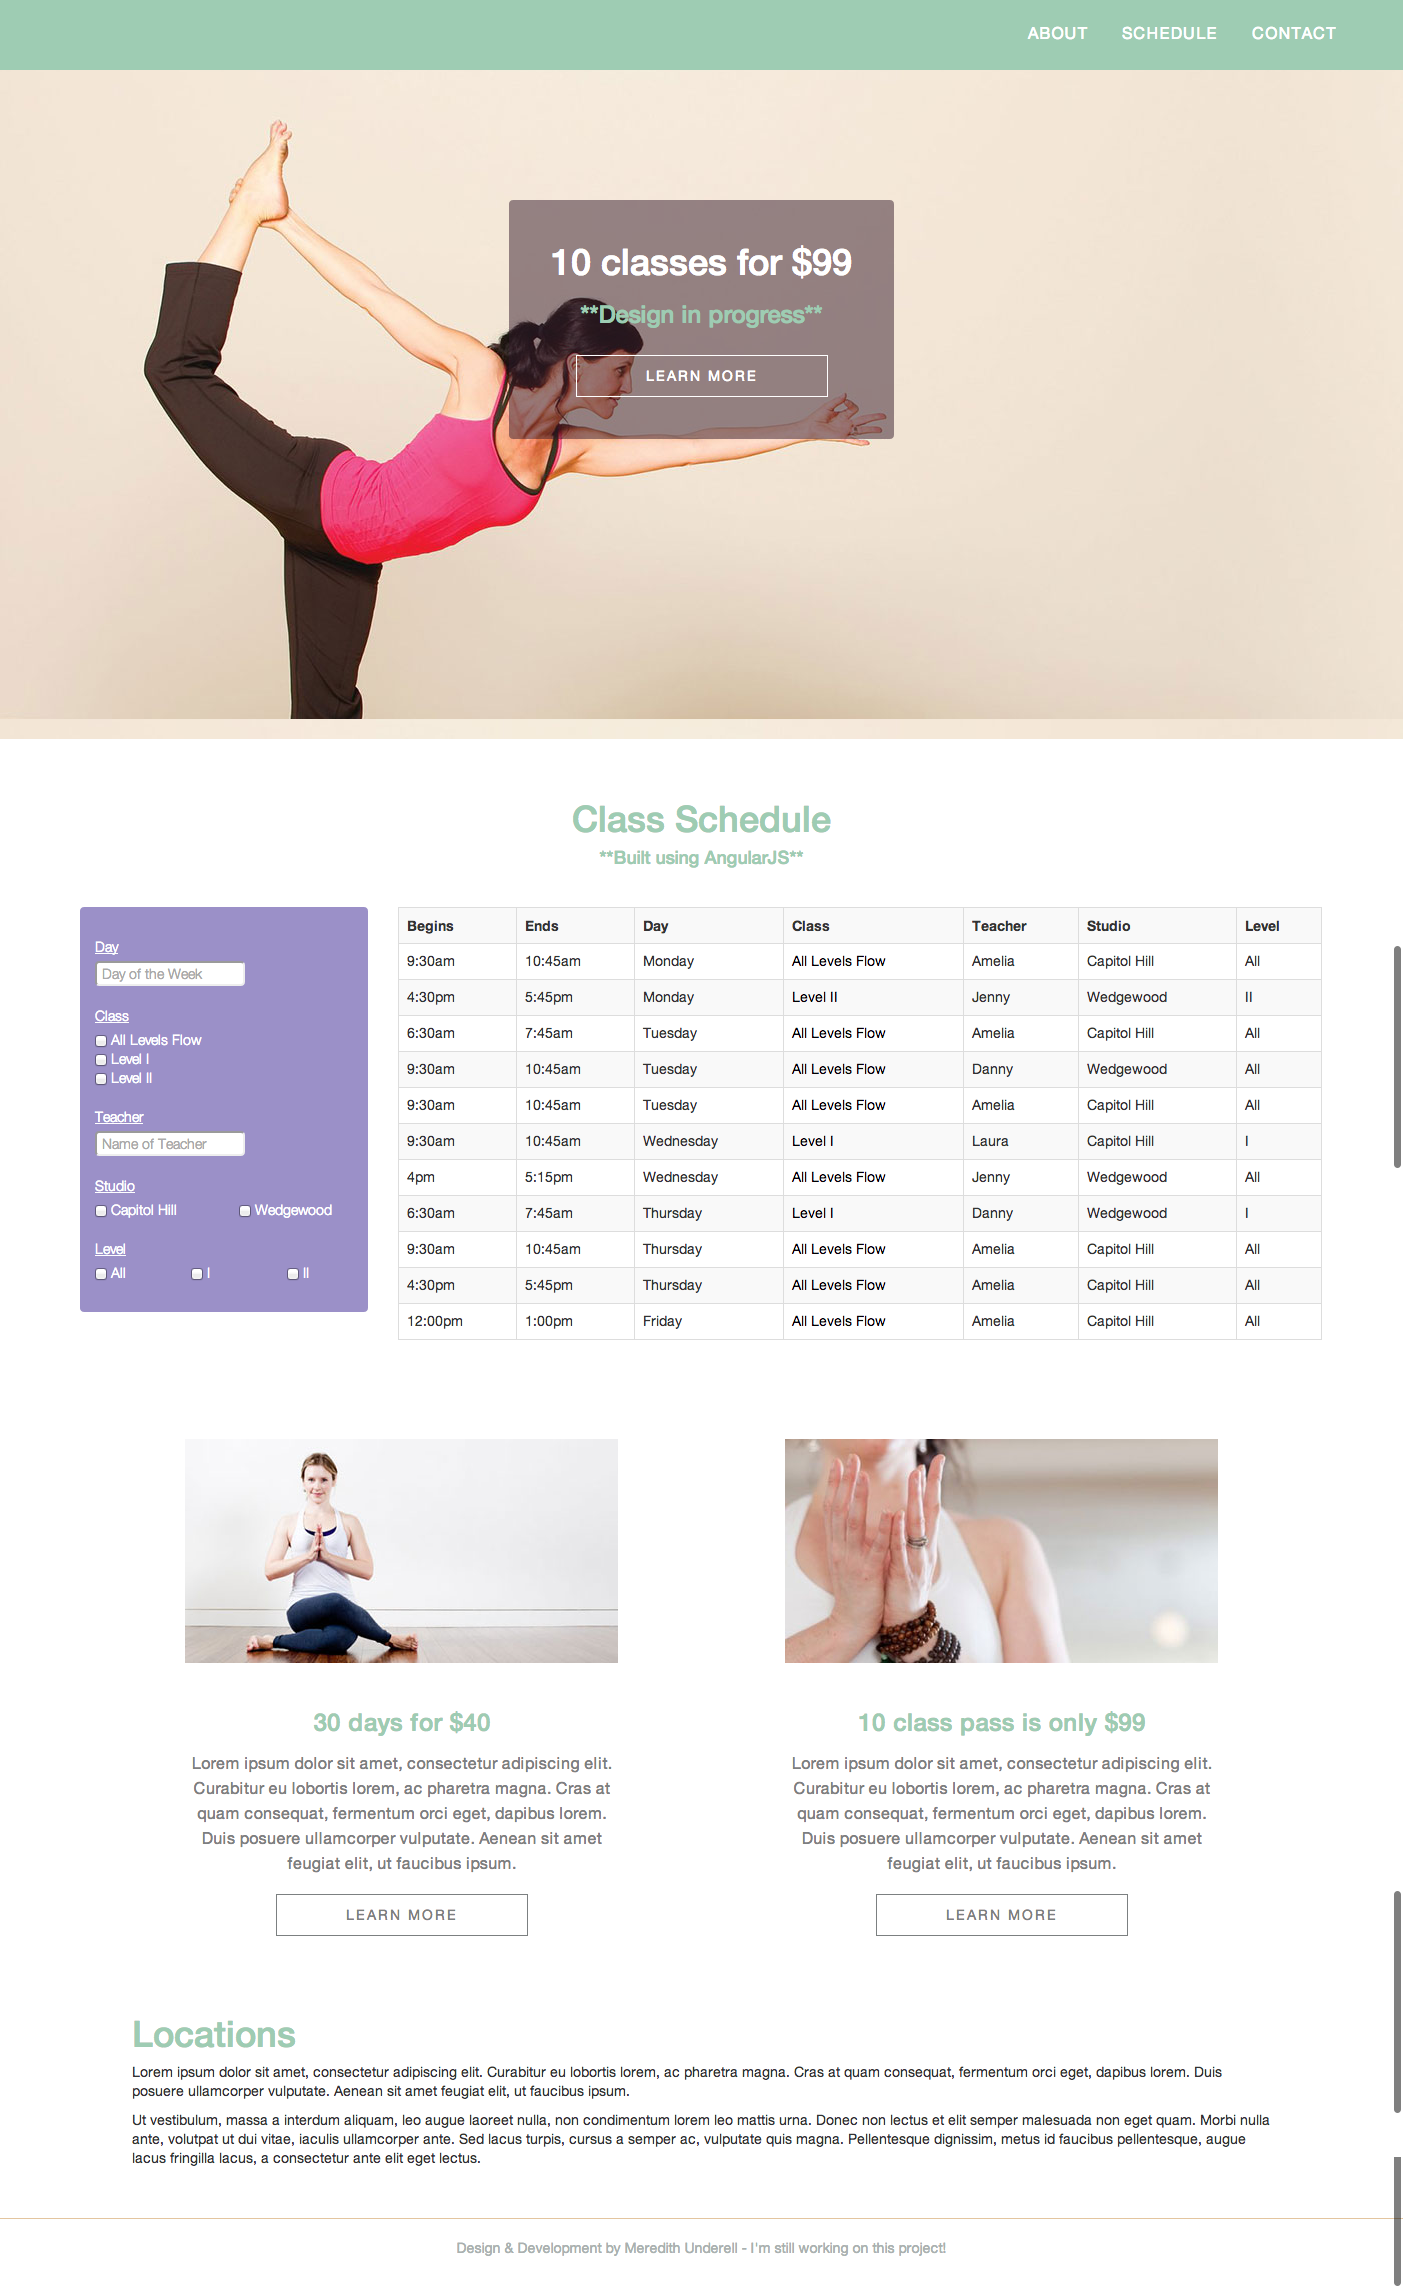 ABOUT SCHEDULE CONTACT
10 classes for $99
**Design in progress**
LEARN MORE
Class Schedule
**Built using AngularJS**
Day
Day of the Week
Class
All Levels Flow
Level I
Level II
Teacher
Name of Teacher
Studio
Capitol Hill Wedgewood
Level
All I II
Begins Ends Day Class Teacher Studio Level
9:30am 10:45am Monday All Levels Flow Amelia Capitol Hill All
4:30pm 5:45pm Monday Level II Jenny Wedgewood II
6:30am 7:45am Tuesday All Levels Flow Amelia Capitol Hill All
9:30am 10:45am Tuesday All Levels Flow Danny Wedgewood All
9:30am 10:45am Tuesday All Levels Flow Amelia Capitol Hill All
9:30am 10:45am Wednesday Level I Laura Capitol Hill I
4pm 5:15pm Wednesday All Levels Flow Jenny Wedgewood All
6:30am 7:45am Thursday Level I Danny Wedgewood I
9:30am 10:45am Thursday All Levels Flow Amelia Capitol Hill All
4:30pm 5:45pm Thursday All Levels Flow Amelia Capitol Hill All
12:00pm 1:00pm Friday All Levels Flow Amelia Capitol Hill All
30 days for $40
Lorem ipsum dolor sit amet, consectetur adipiscing elit.
Curabitur eu lobortis lorem, ac pharetra magna. Cras at
quam consequat, fermentum orci eget, dapibus lorem.
Duis posuere ullamcorper vulputate. Aenean sit amet
feugiat elit, ut faucibus ipsum.
LEARN MORE
10 class pass is only $99
Lorem ipsum dolor sit amet, consectetur adipiscing elit.
Curabitur eu lobortis lorem, ac pharetra magna. Cras at
quam consequat, fermentum orci eget, dapibus lorem.
Duis posuere ullamcorper vulputate. Aenean sit amet
feugiat elit, ut faucibus ipsum.
LEARN MORE
Locations
Lorem ipsum dolor sit amet, consectetur adipiscing elit. Curabitur eu lobortis lorem, ac pharetra magna. Cras at quam consequat, fermentum orci eget, dapibus lorem. Duis
posuere ullamcorper vulputate. Aenean sit amet feugiat elit, ut faucibus ipsum.
Ut vestibulum, massa a interdum aliquam, leo augue laoreet nulla, non condimentum lorem leo mattis urna. Donec non lectus et elit semper malesuada non eget quam. Morbi nulla
ante, volutpat ut dui vitae, iaculis ullamcorper ante. Sed lacus turpis, cursus a semper ac, vulputate quis magna. Pellentesque dignissim, metus id faucibus pellentesque, augue
lacus fringilla lacus, a consectetur ante elit eget lectus.
Design & Development by Meredith Underell - I'm still working on this project!